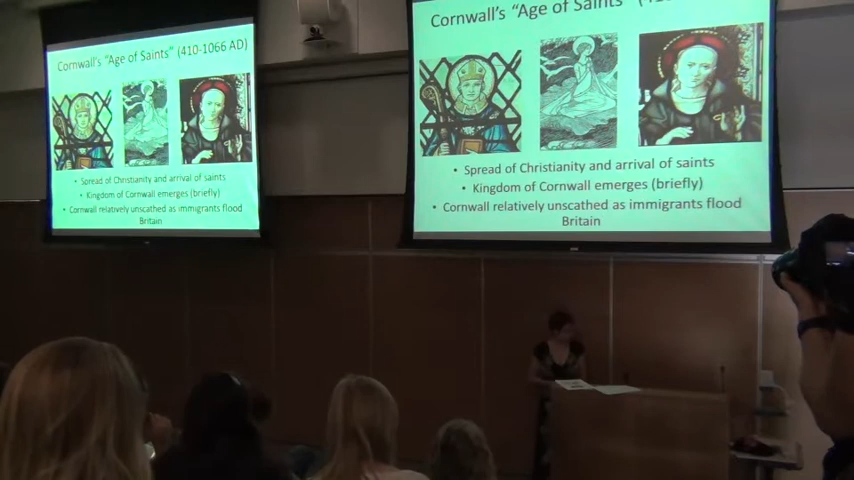 Cornwall's "Age of Saints" (410-1066 AD)
• Spread of Christianity and arrival of saints
• Kingdom of Cornwall emerges (briefly)
• Cornwall relatively unscathed as immigrants flood
Britain
Cornwall's "Age of Saints"
• Spread of Christianity and arrival of saints
• Kingdom of Cornwall emerges (briefly)
• Cornwall relatively unscathed as immigrants flood
Britain